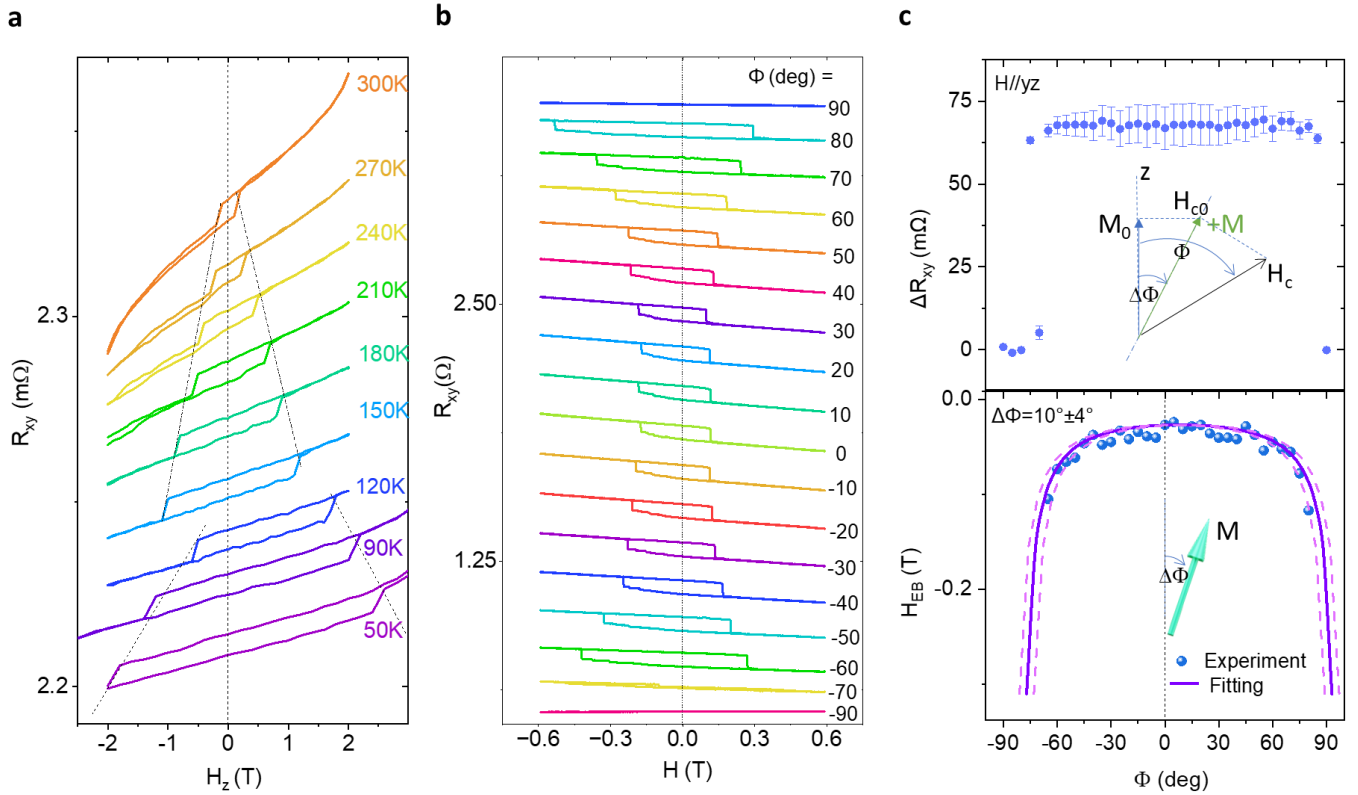 a
300K
270K
240K
210K
180K
150K
120K
90K
50K
2.3
2.2
R_xy (mΩ)
-2
-1
0
1
2
H_z (T)
b
Φ (deg) =
90
80
70
60
50
40
30
20
10
0
-10
-20
-30
-40
-50
-60
-70
-90
2.50
1.25
R_xy(Ω)
−0.6
−0.3
0.0
0.3
0.6
H (T)
c
H//yz
75
50
25
0
ΔR_xy (mΩ)
z
H_c0
+M
M_0
Φ
H_c
ΔΦ
0.0
-0.2
H_EB (T)
ΔΦ=10°±4°
M
ΔΦ
Experiment
Fitting
-90
-60
-30
0
30
60
90
Φ (deg)